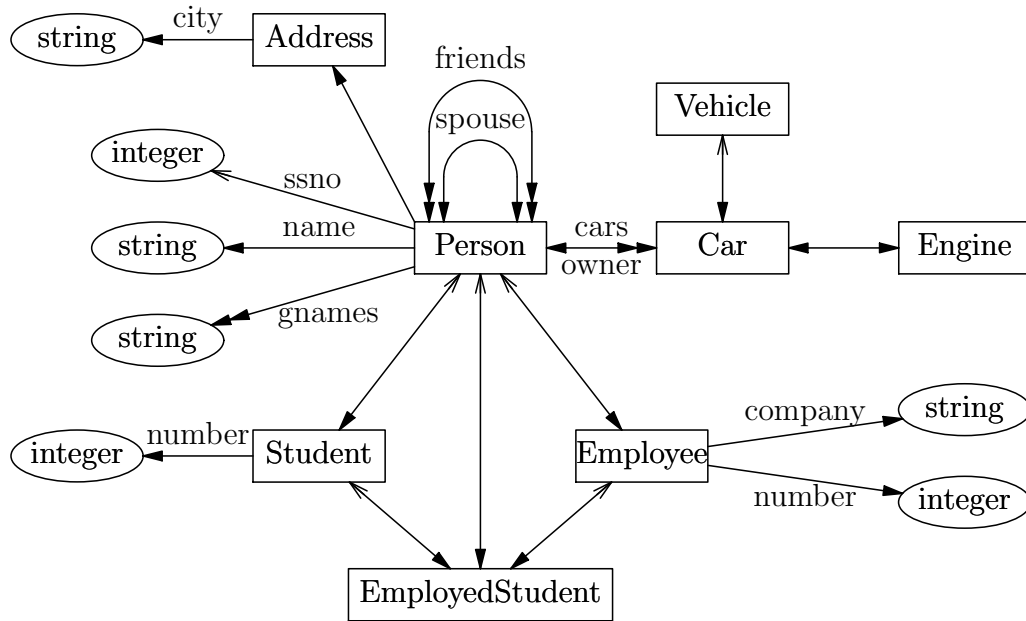 city
string
Address
friends
Vehicle
spouse
integer
ssno
name
string
Person
cars
owner
Car
Engine
gnames
string
company
string
number
integer
Student
Employee
number
integer
EmployedStudent